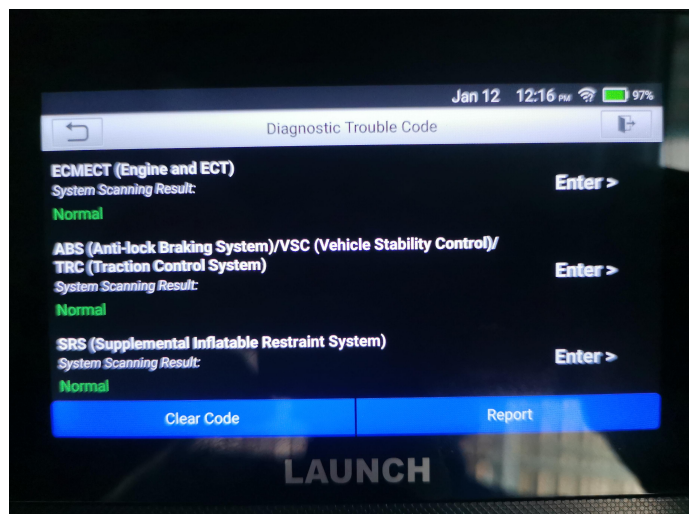 Jan 12 12:16 PM 97%
Diagnostic Trouble Code
ECMECT (Engine and ECT)
System Scanning Result:
Enter >
Normal
ABS (Anti-lock Braking System)/VSC (Vehicle Stability Control)/
TRC (Traction Control System)
Enter >
System Scanning Result:
Normal
SRS (Supplemental Inflatable Restraint System)
System Scanning Result:
Enter >
Normal
Clear Code
Report
LAUNCH